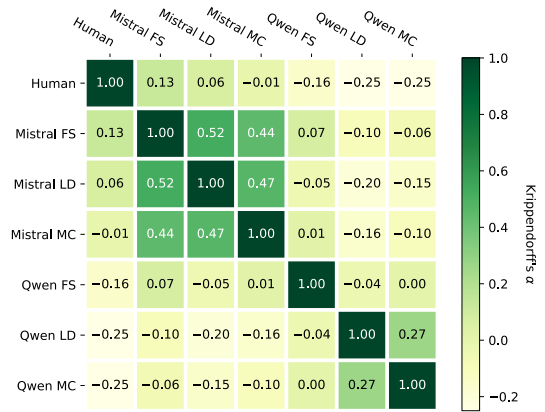 Human Mistral FS Mistral LD Mistral MC Qwen FS Qwen LD Qwen MC
Human 1.00 0.13 0.06 −0.01 −0.16 −0.25 −0.25
Mistral FS 0.13 1.00 0.52 0.44 0.07 −0.10 −0.06
Mistral LD 0.06 0.52 1.00 0.47 −0.05 −0.20 −0.15
Mistral MC −0.01 0.44 0.47 1.00 0.01 −0.16 −0.10
Qwen FS −0.16 0.07 −0.05 0.01 1.00 −0.04 0.00
Qwen LD −0.25 −0.10 −0.20 −0.16 −0.04 1.00 0.27
Qwen MC −0.25 −0.06 −0.15 −0.10 0.00 0.27 1.00
1.0
0.8
0.6
0.4
0.2
0.0
−0.2
Krippendorff's α